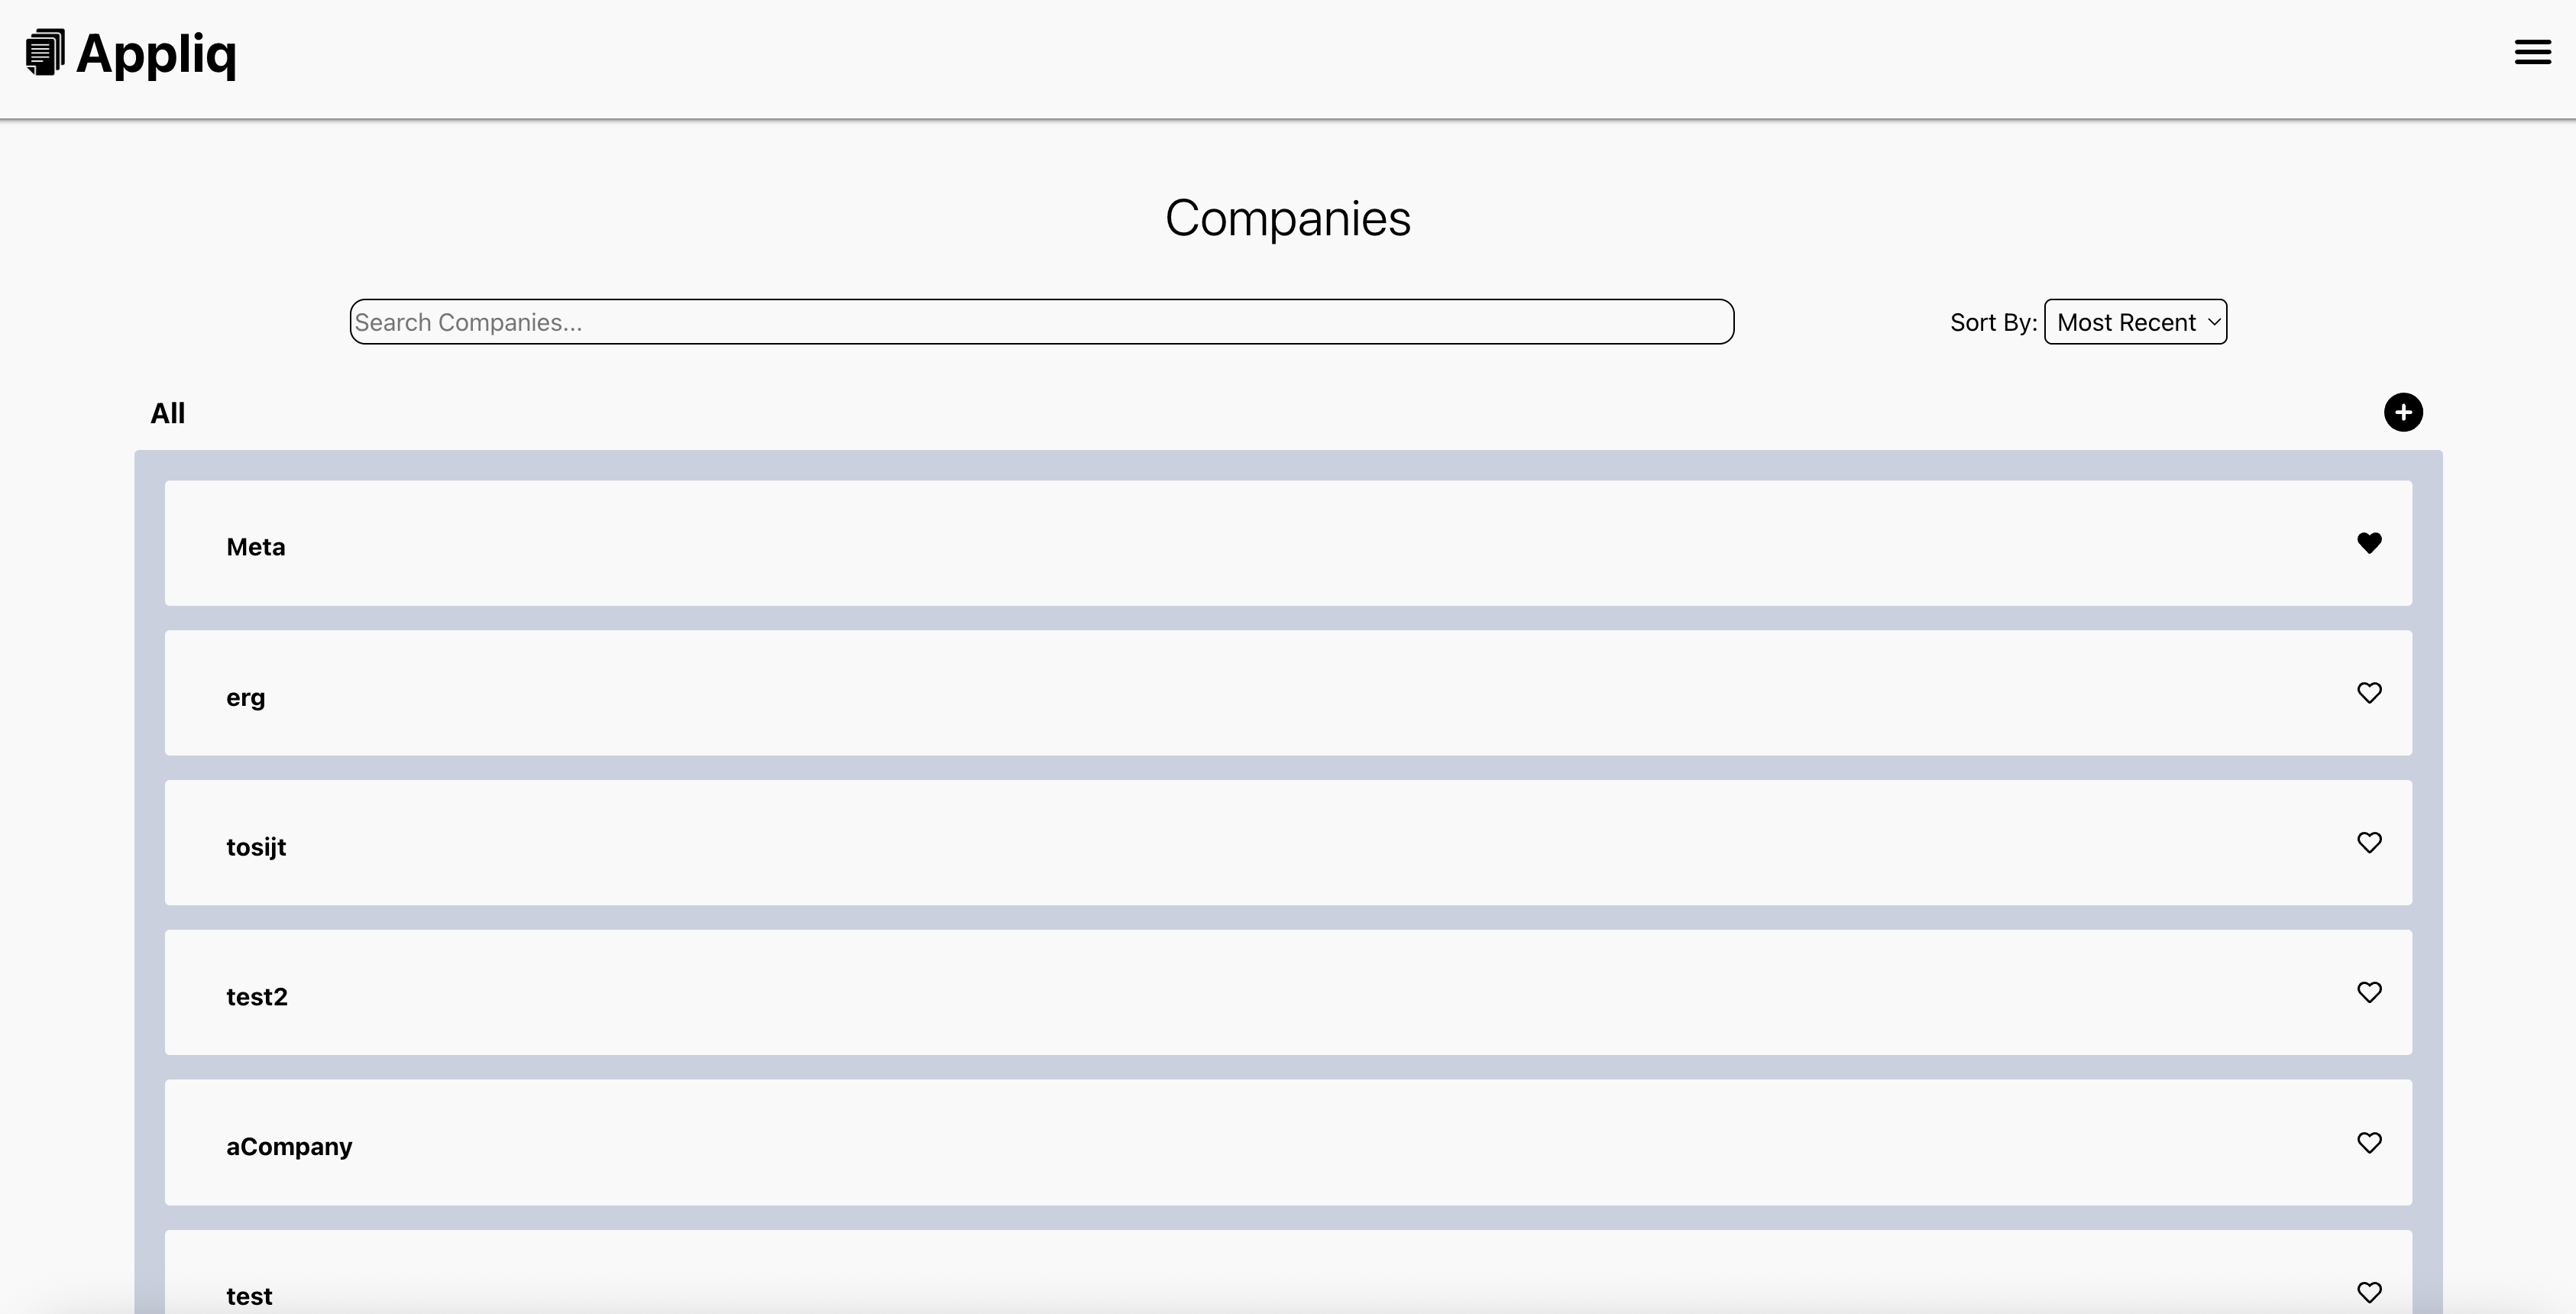 Appliq
Companies
Search Companies...
Sort By: Most Recent
All
Meta
erg
tosijt
test2
aCompany
test